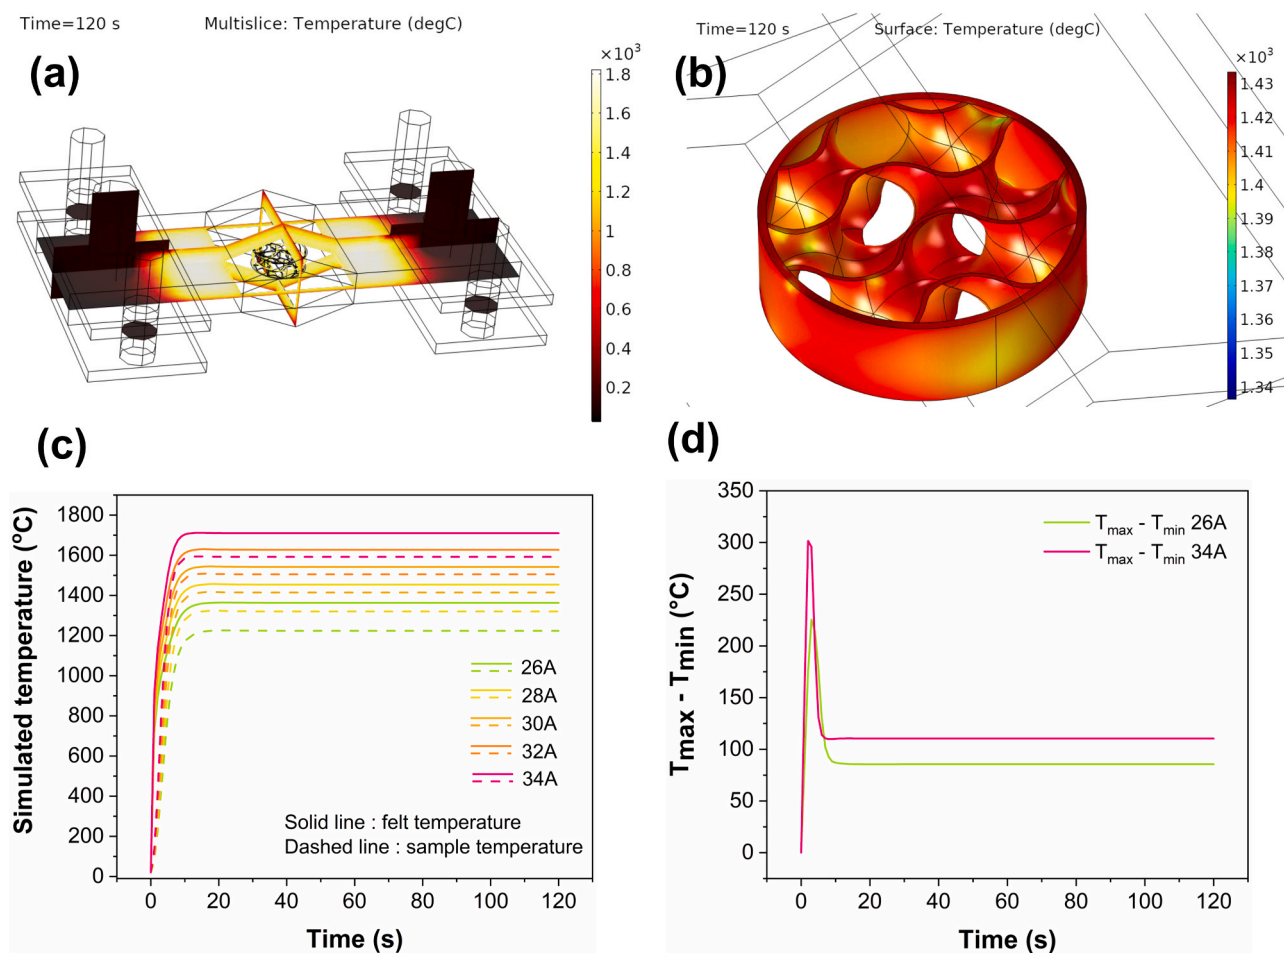 Time=120 s Multislice: Temperature (degC)
(a)
×10³
1.8
1.6
1.4
1.2
1
0.8
0.6
0.4
0.2
Time=120 s Surface: Temperature (degC)
(b)
×10³
1.43
1.42
1.41
1.4
1.39
1.38
1.37
1.36
1.35
1.34
(c)
Simulated temperature (ºC)
1800
1600
1400
1200
1000
800
600
400
200
0
26A
28A
30A
32A
34A
Solid line : felt temperature
Dashed line : sample temperature
0 20 40 60 80 100 120
Time (s)
(d)
Tmax - Tmin (°C)
350
300
250
200
150
100
50
0
Tmax - Tmin 26A
Tmax - Tmin 34A
0 20 40 60 80 100 120
Time (s)